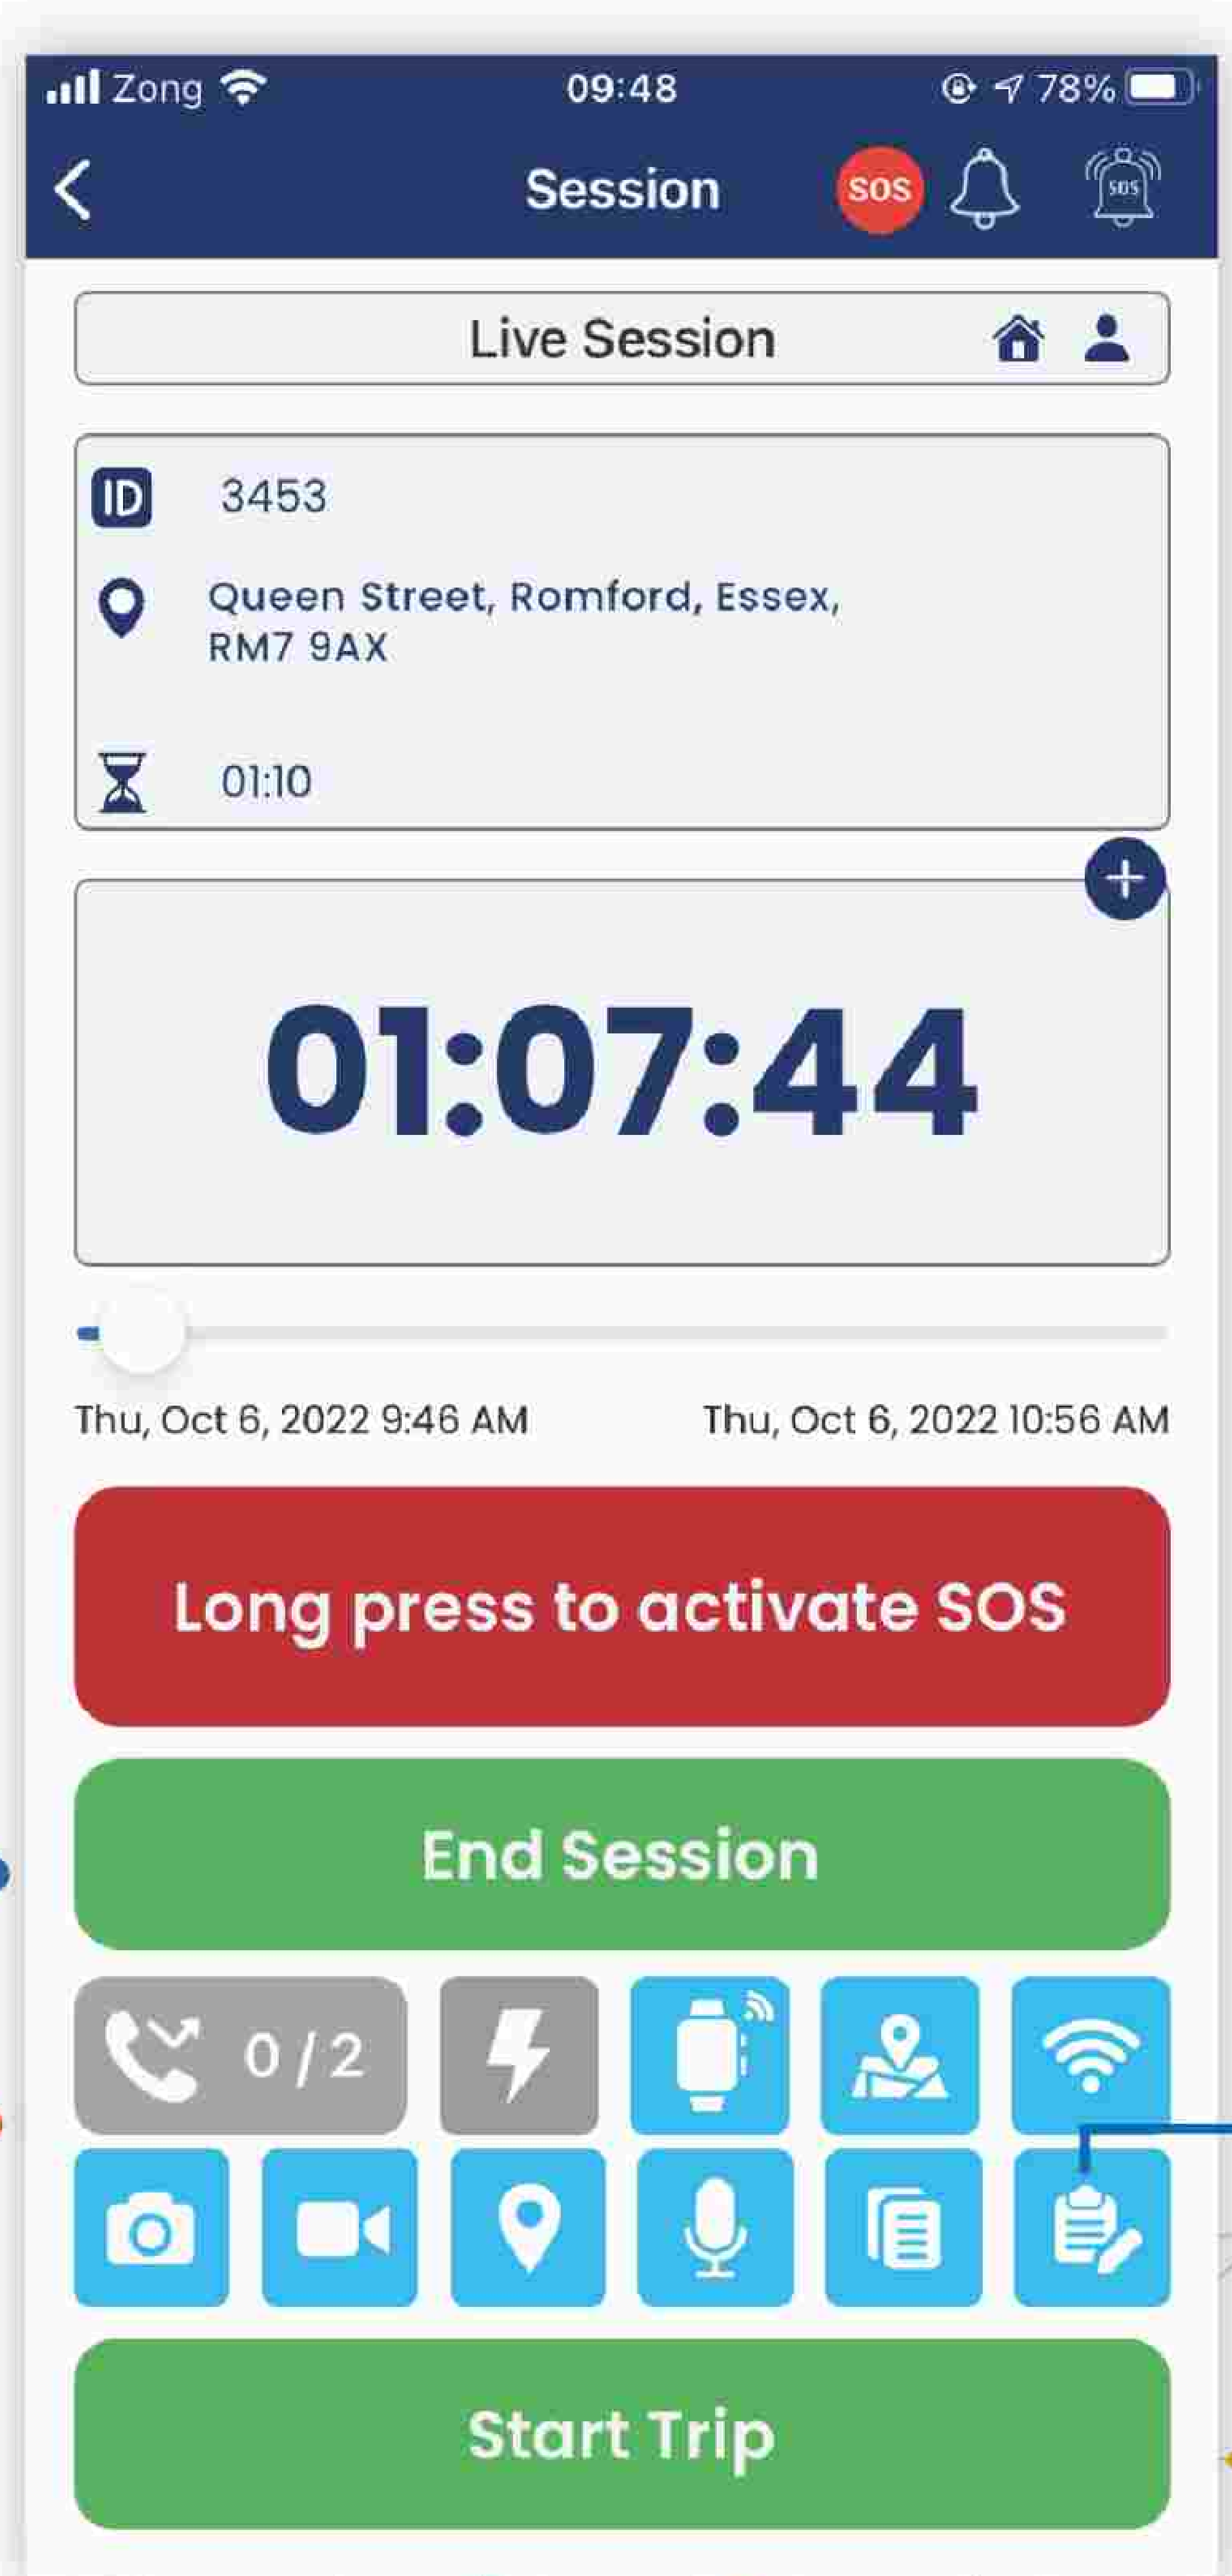 Zong 09:48 78%
Session SOS SOS
Live Session
ID 3453
Queen Street, Romford, Essex,
RM7 9AX
01:10
+
01:07:44
Thu, Oct 6, 2022 9:46 AM Thu, Oct 6, 2022 10:56 AM
Long press to activate SOS
End Session
0/2
Start Trip